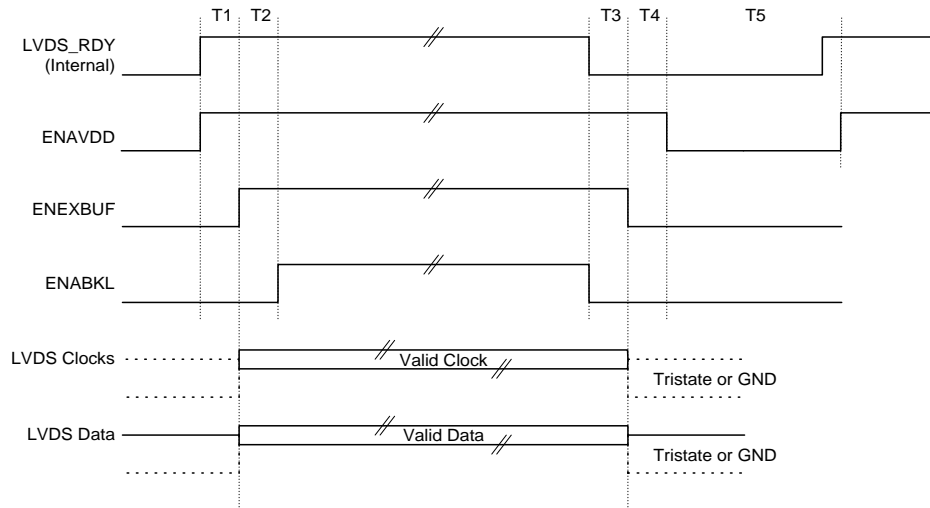 T1 T2 T3 T4 T5
LVDS_RDY
(Internal)
ENAVDD
ENEXBUF
ENABKL
LVDS Clocks
Valid Clock
Tristate or GND
LVDS Data
Valid Data
Tristate or GND